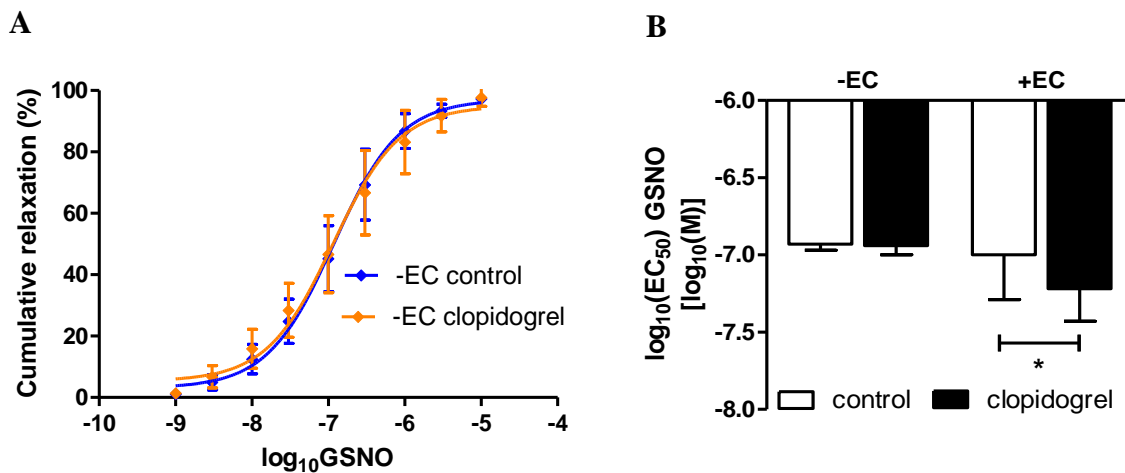 A
Cumulative relaxation (%)
100
80
60
40
20
0
-10
-9
-8
-7
-6
-5
-4
log₁₀GSNO
-EC control
-EC clopidogrel
B
-EC
+EC
log₁₀(EC₅₀) GSNO
[log₁₀(M)]
-6.0
-6.5
-7.0
-7.5
-8.0
*
control
clopidogrel